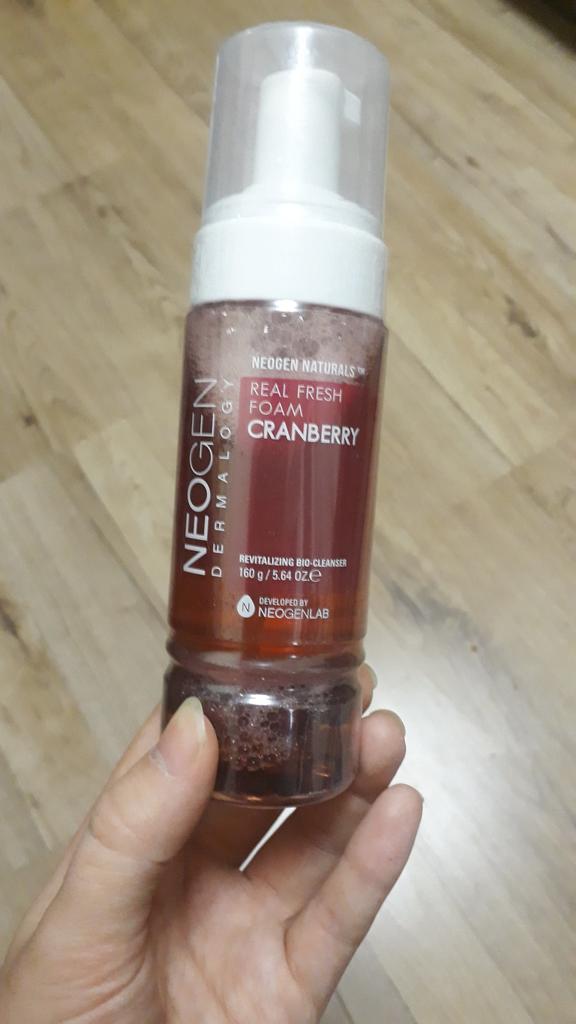 NEOGEN
DERMALOGY
NEOGEN NATURALS™
REAL FRESH
FOAM
CRANBERRY
REVITALIZING BIO-CLEANSER
160 g / 5.64 OZ.℮
N
DEVELOPED BY
NEOGENLAB